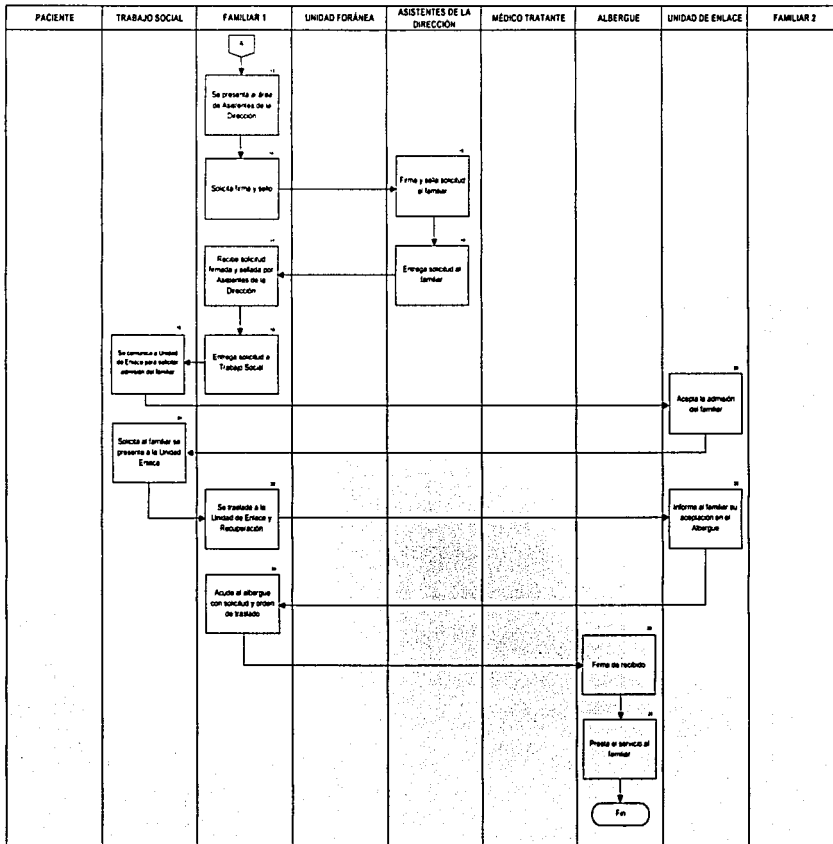 PACIENTE
TRABAJO SOCIAL
FAMILIAR 1
UNIDAD FORÁNEA
ASISTENTES DE LA
DIRECCIÓN
MÉDICO TRATANTE
ALBERGUE
UNIDAD DE ENLACE
FAMILIAR 2
A
Se presenta al área
de Asistentes de la
Dirección
Solicita firma y sello
Firma y sella solicitud
al familiar
Recibe solicitud
firmada y sellada por
Asistentes de la
Dirección
Entrega solicitud al
familiar
Se comunica a Unidad
de Enlace para solicitar
admisión del familiar
Entrega solicitud a
Trabajo Social
Acepta la admisión
del familiar
Solicita al familiar se
presente a la Unidad
Enlace
Se traslada a la
Unidad de Enlace y
Recuperación
Informa al familiar su
aceptación en el
Albergue
Acude al albergue
con solicitud y orden
de traslado
Firma de recibido
Presta el servicio al
familiar
Fin